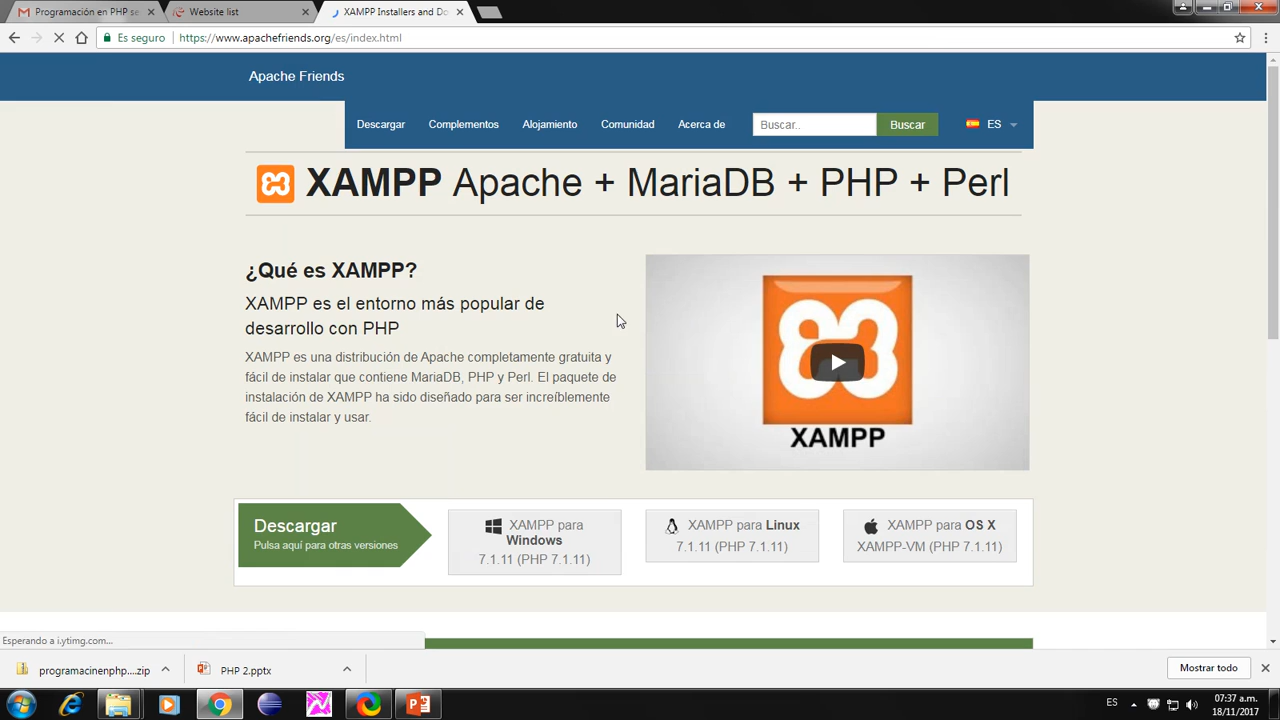 Programación en PHP se
Website list
XAMPP Installers and Do
Es seguro
https://www.apachefriends.org/es/index.html
Apache Friends
Descargar
Complementos
Alojamiento
Comunidad
Acerca de
Buscar..
Buscar
ES
XAMPP Apache + MariaDB + PHP + Perl
¿Qué es XAMPP?
XAMPP es el entorno más popular de
desarrollo con PHP
XAMPP es una distribución de Apache completamente gratuita y
fácil de instalar que contiene MariaDB, PHP y Perl. El paquete de
instalación de XAMPP ha sido diseñado para ser increíblemente
fácil de instalar y usar.
XAMPP
Descargar
Pulsa aquí para otras versiones
XAMPP para
Windows
7.1.11 (PHP 7.1.11)
XAMPP para Linux
7.1.11 (PHP 7.1.11)
XAMPP para OS X
XAMPP-VM (PHP 7.1.11)
Esperando a i.ytimg.com...
programacinenphp....zip
PHP 2.pptx
Mostrar todo
ES
07:37 a.m.
18/11/2017